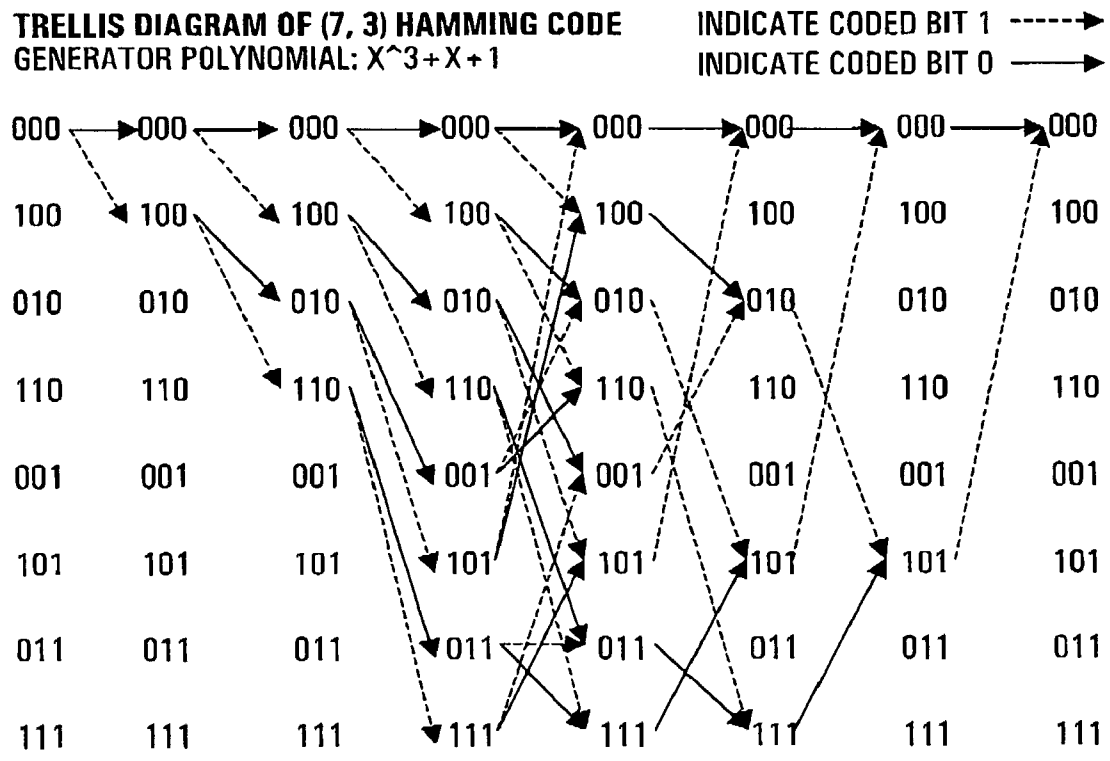 TRELLIS DIAGRAM OF (7, 3) HAMMING CODE
GENERATOR POLYNOMIAL: X^3+X+1
INDICATE CODED BIT 1
INDICATE CODED BIT 0
000 000 000 000 000 000 000 000
100 100 100 100 100 100 100 100
010 010 010 010 010 010 010 010
110 110 110 110 110 110 110 110
001 001 001 001 001 001 001 001
101 101 101 101 101 101 101 101
011 011 011 011 011 011 011 011
111 111 111 111 111 111 111 111